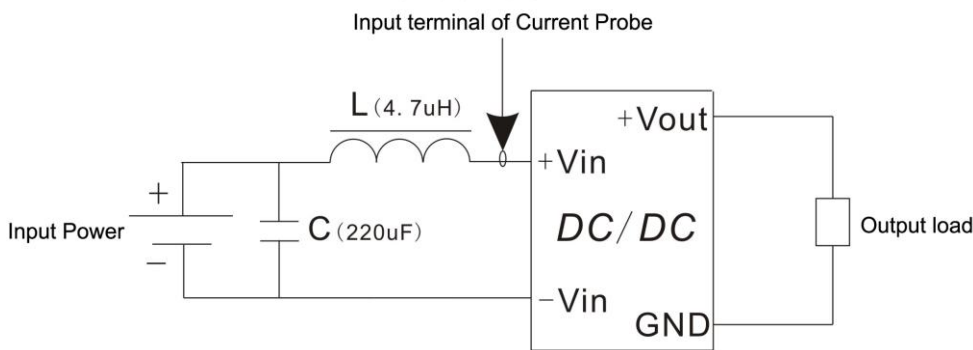 Input terminal of Current Probe
L (4. 7uH)
+Vout
+
+Vin
Input Power
C (220uF)
DC/DC
Output load
−
−Vin
GND